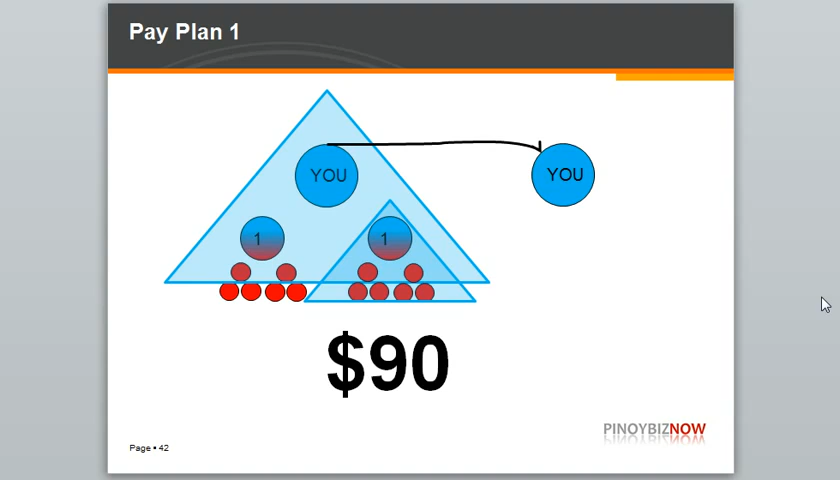 Pay Plan 1
YOU
YOU
1
1
$90
PINOYBIZNOW
Page ▪ 42